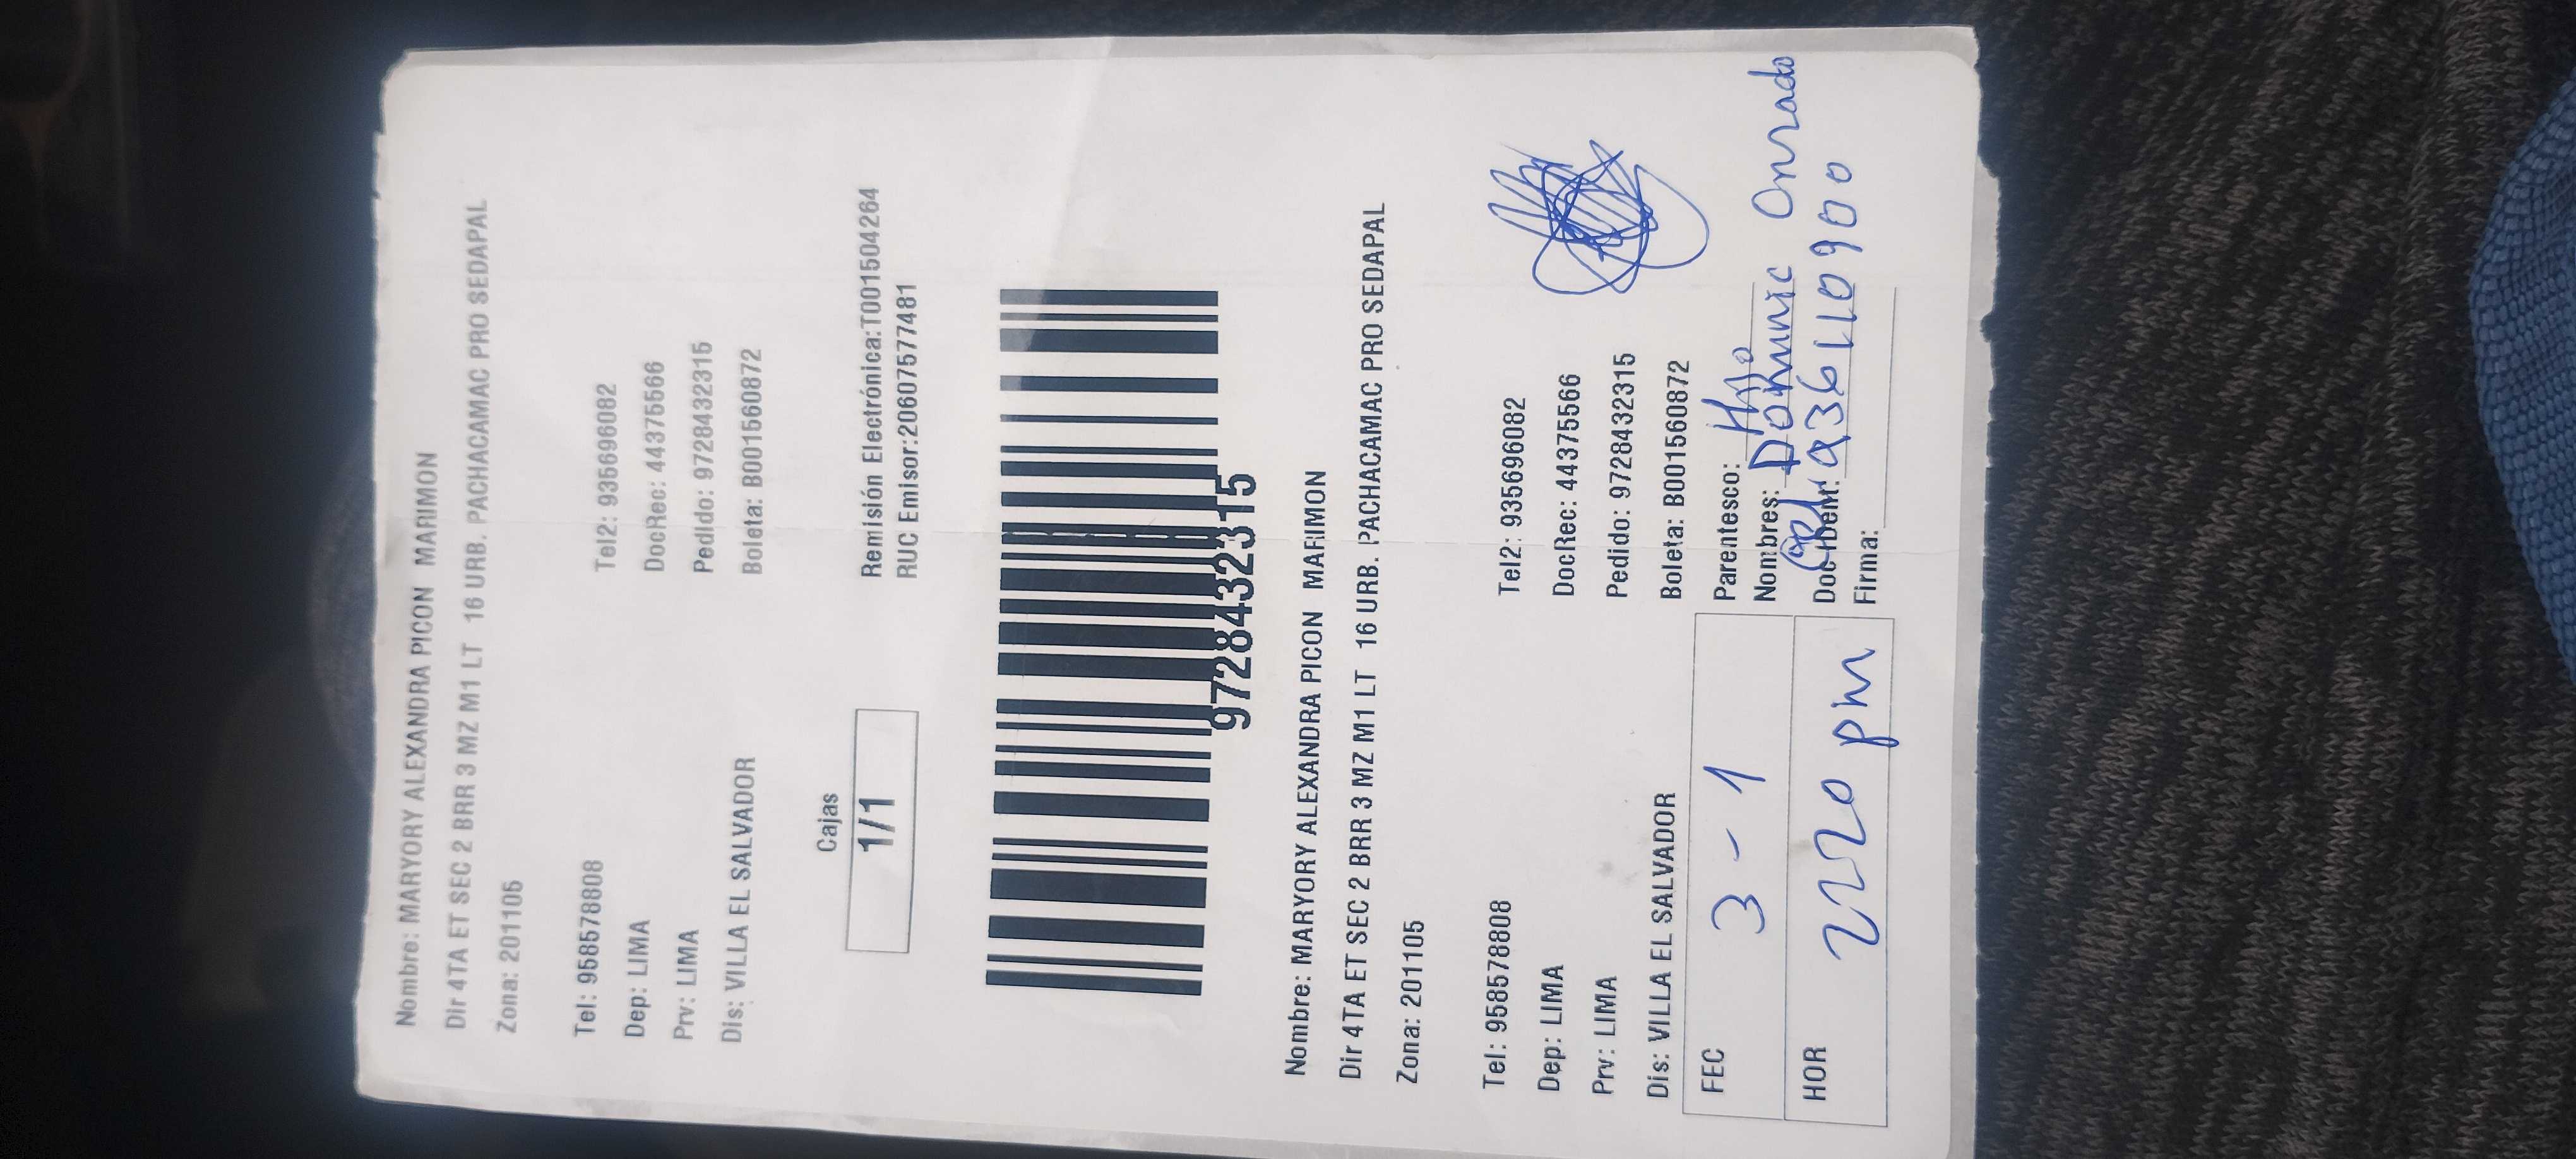 Nombre: MARYORY ALEXANDRA PICON MARIMON
Dir 4TA ET SEC 2 BRR 3 MZ M1 LT 16 URB. PACHACAMAC PRO SEDAPAL
Zona: 201105
Tel: 958578808 Tel2: 935696082
Dep: LIMA DocRec: 44375566
Prv: LIMA Pedido: 9728432315
Dis: VILLA EL SALVADOR Boleta: B001560872
Cajas
1/1
Remisión Electrónica:T001504264
RUC Emisor:20607577481
9728432315
Nombre: MARYORY ALEXANDRA PICON MARIMON
Dir 4TA ET SEC 2 BRR 3 MZ M1 LT 16 URB. PACHACAMAC PRO SEDAPAL
Zona: 201105
Tel: 958578808 Tel2: 935696082
Dep: LIMA DocRec: 44375566
Prv: LIMA Pedido: 9728432315
Dis: VILLA EL SALVADOR Boleta: B001560872
FEC 3 - 1 Parentesco: Hijo
Nombres: Dominic
HOR 2220 pm Doc Iden: 936110900
Firma: